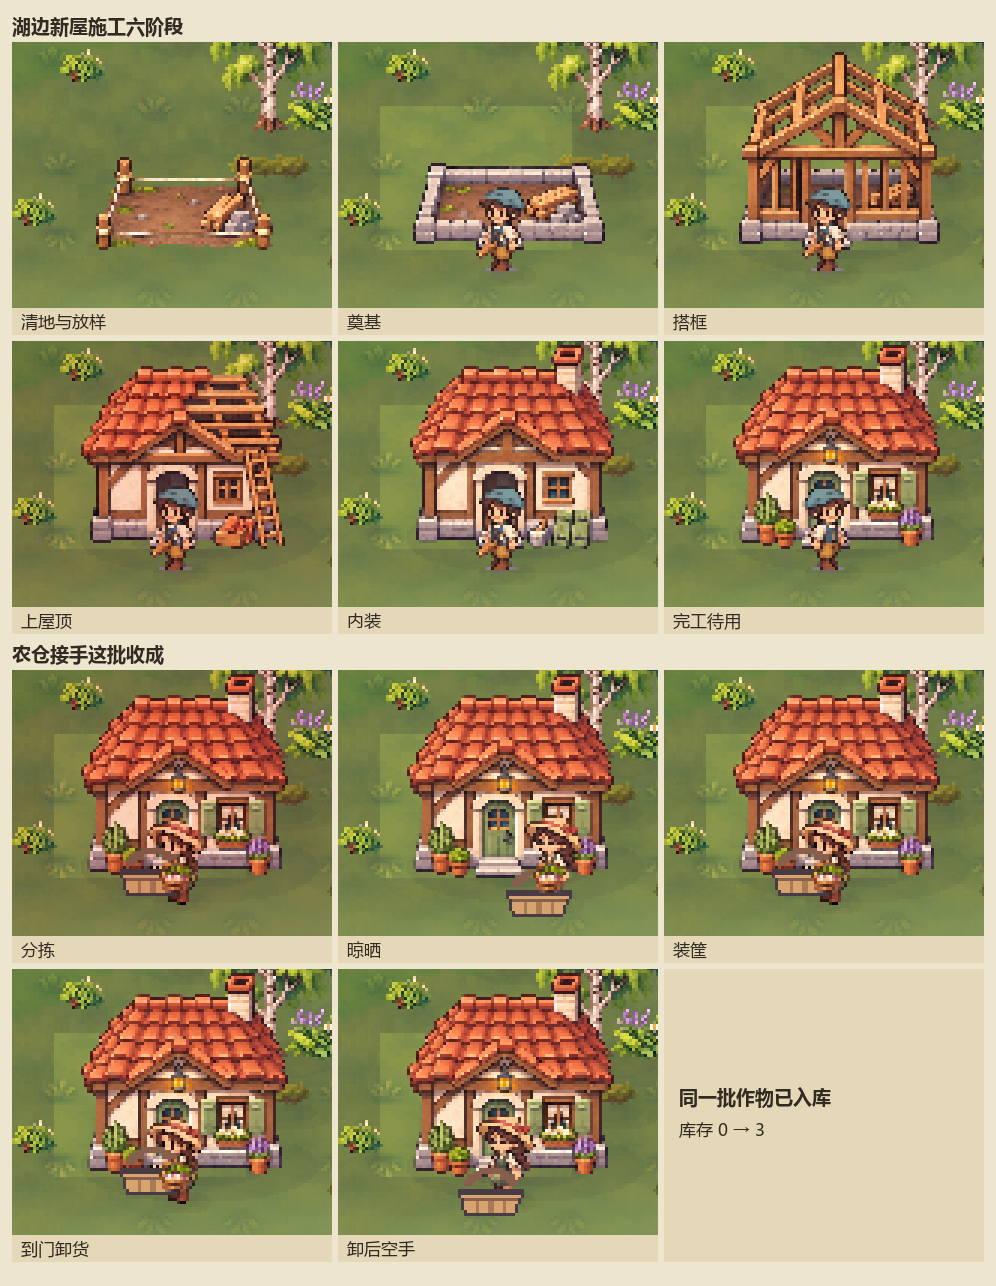 湖边新屋施工六阶段
清地与放样
奠基
搭框
上屋顶
内装
完工待用
农仓接手这批收成
分拣
晾晒
装筐
到门卸货
卸后空手
同一批作物已入库
库存 0 → 3